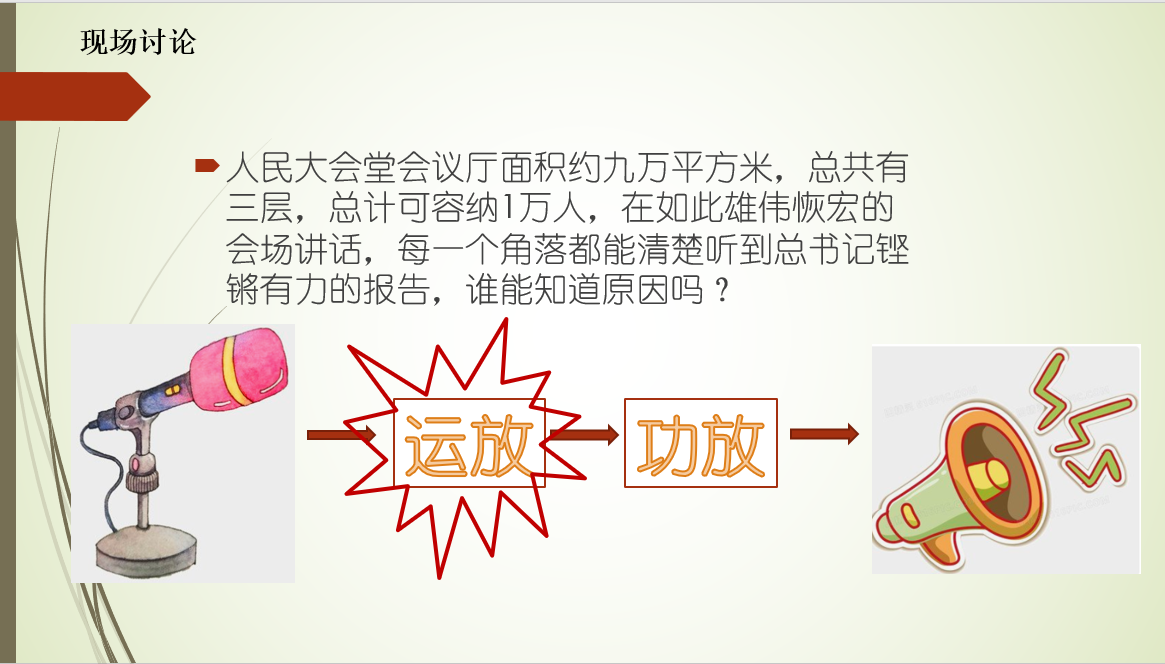 现场讨论
人民大会堂会议厅面积约九万平方米，总共有
三层，总计可容纳1万人，在如此雄伟恢宏的
会场讲话，每一个角落都能清楚听到总书记铿
锵有力的报告，谁能知道原因吗？
运放
功放